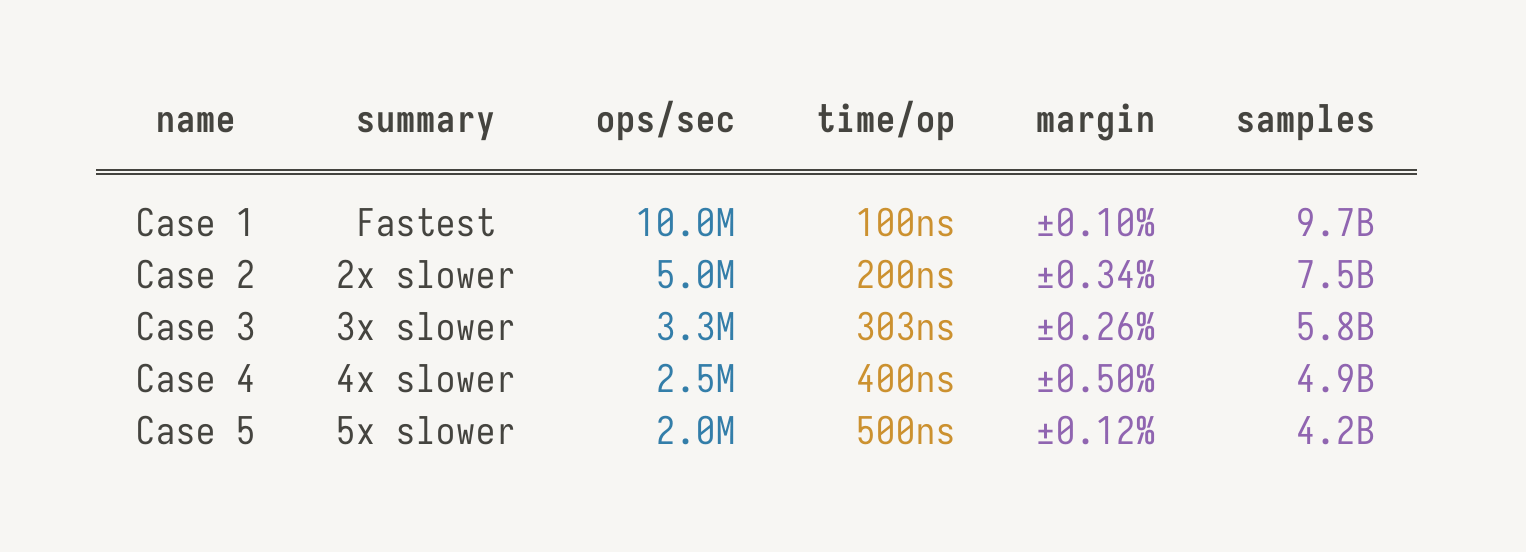 name summary ops/sec time/op margin samples
Case 1 Fastest 10.0M 100ns ±0.10% 9.7B
Case 2 2x slower 5.0M 200ns ±0.34% 7.5B
Case 3 3x slower 3.3M 303ns ±0.26% 5.8B
Case 4 4x slower 2.5M 400ns ±0.50% 4.9B
Case 5 5x slower 2.0M 500ns ±0.12% 4.2B